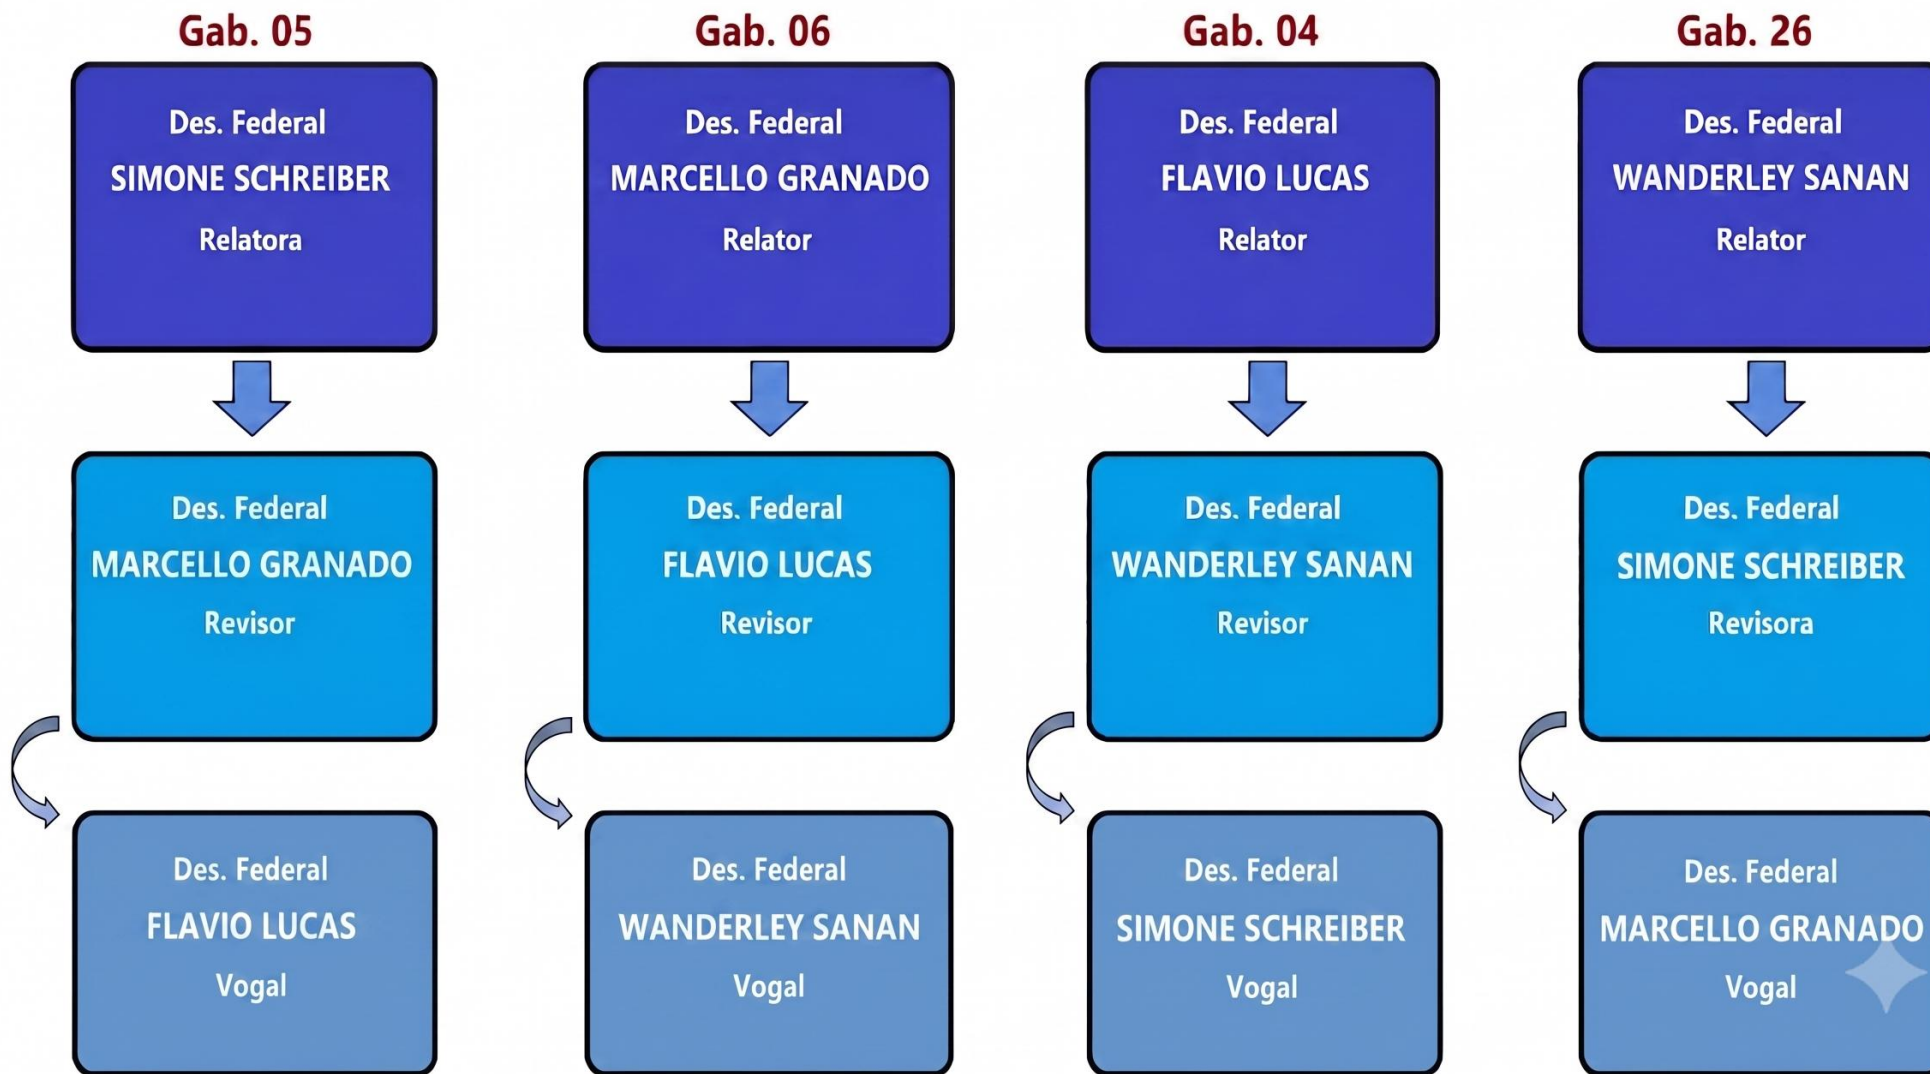 Gab. 05
Des. Federal
SIMONE SCHREIBER
Relatora
Des. Federal
MARCELLO GRANADO
Revisor
Des. Federal
FLAVIO LUCAS
Vogal
Gab. 06
Des. Federal
MARCELLO GRANADO
Relator
Des. Federal
FLAVIO LUCAS
Revisor
Des. Federal
WANDERLEY SANAN
Vogal
Gab. 04
Des. Federal
FLAVIO LUCAS
Relator
Des. Federal
WANDERLEY SANAN
Revisor
Des. Federal
SIMONE SCHREIBER
Vogal
Gab. 26
Des. Federal
WANDERLEY SANAN
Relator
Des. Federal
SIMONE SCHREIBER
Revisora
Des. Federal
MARCELLO GRANADO
Vogal